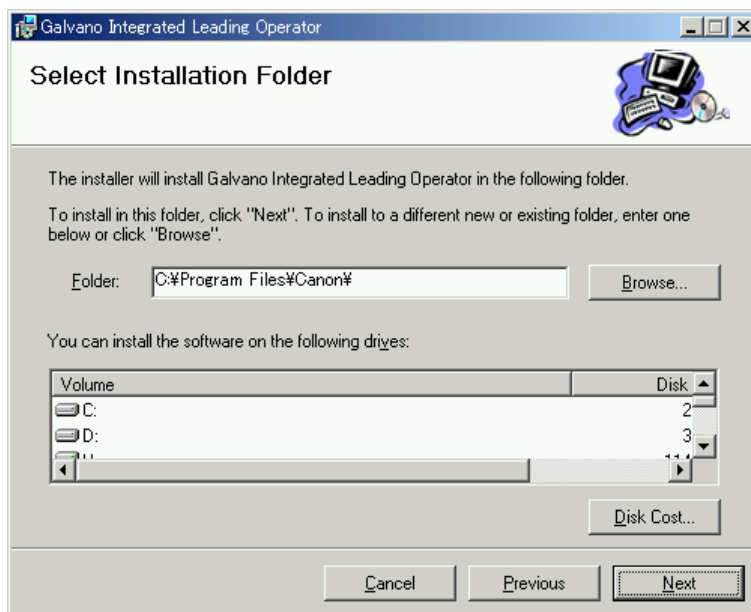 Galvano Integrated Leading Operator
Select Installation Folder
The installer will install Galvano Integrated Leading Operator in the following folder.
To install in this folder, click "Next". To install to a different new or existing folder, enter one
below or click "Browse".
Folder:
C:¥Program Files¥Canon¥
Browse...
You can install the software on the following drives:
Volume Disk
C: 2
D: 3
Disk Cost...
Cancel Previous Next